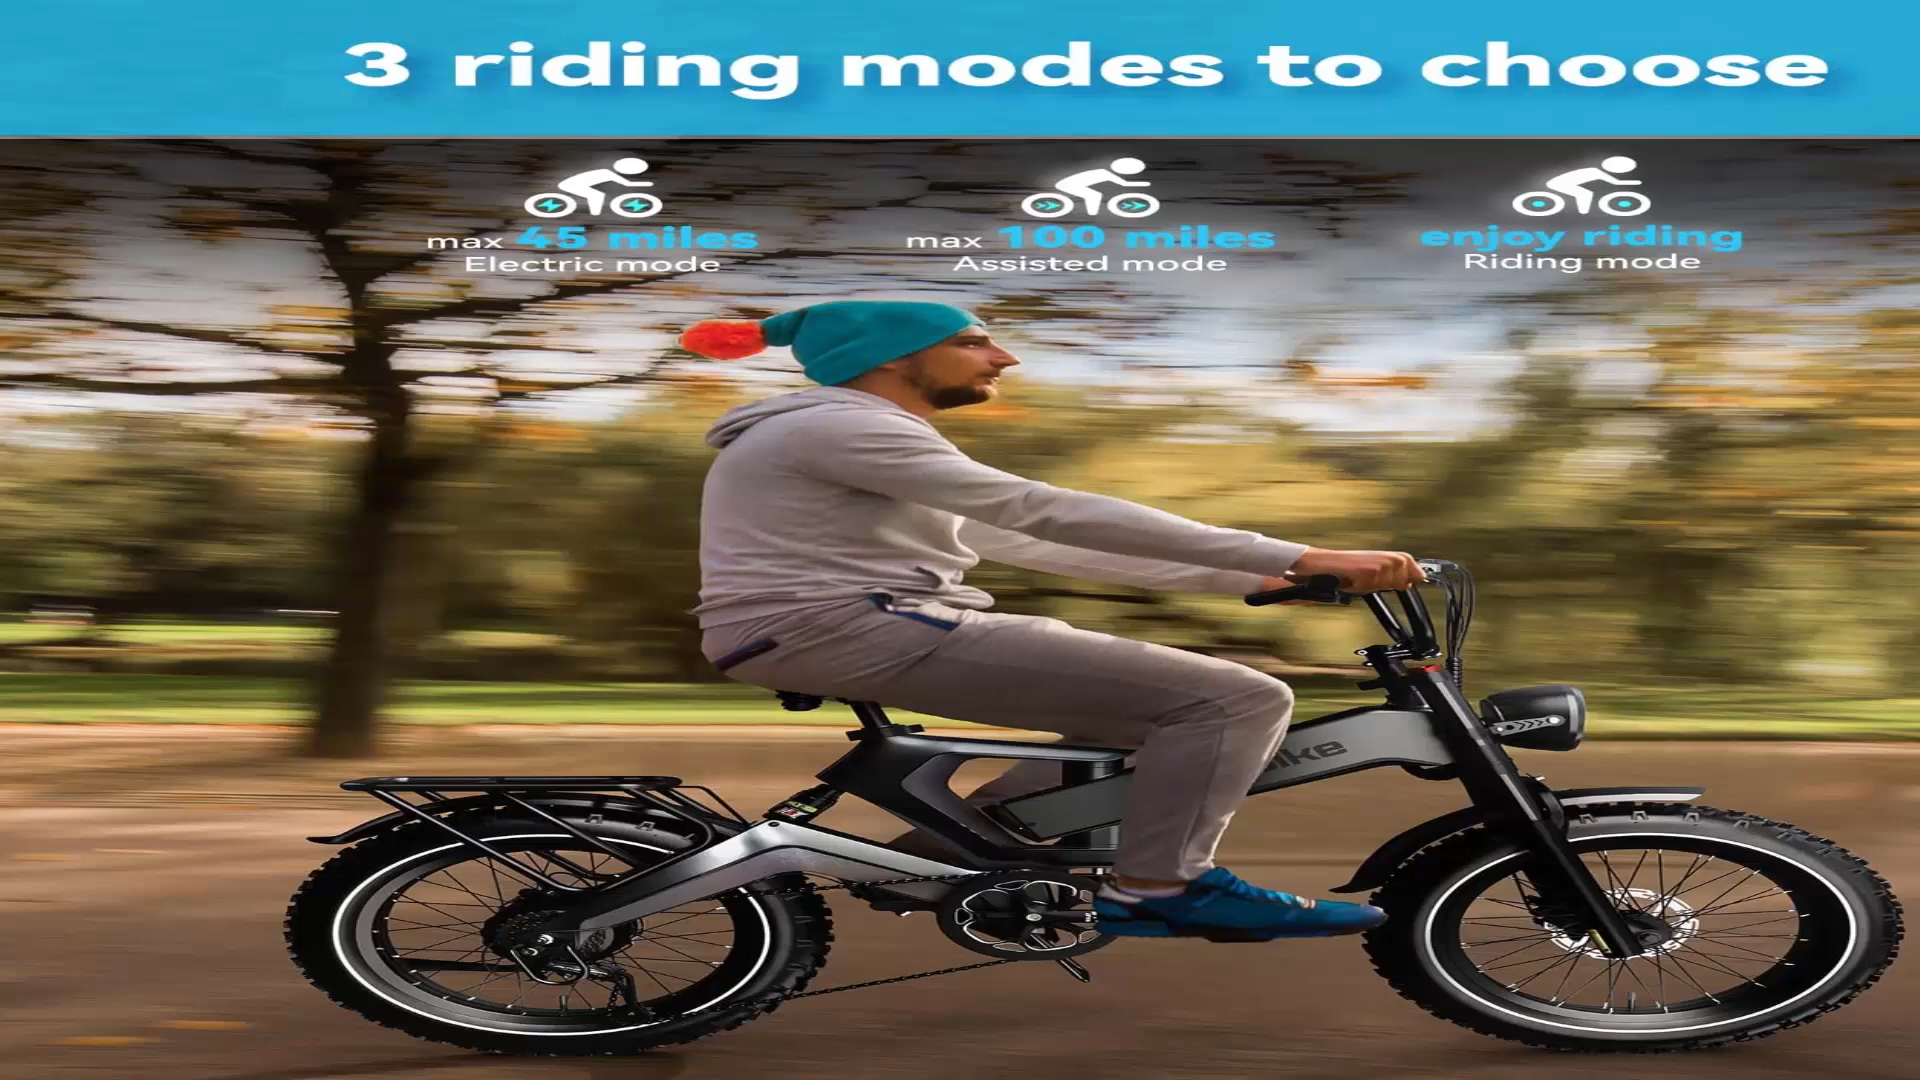 3 riding modes to choose
max 45 miles
Electric mode
max 100 miles
Assisted mode
enjoy riding
Riding mode